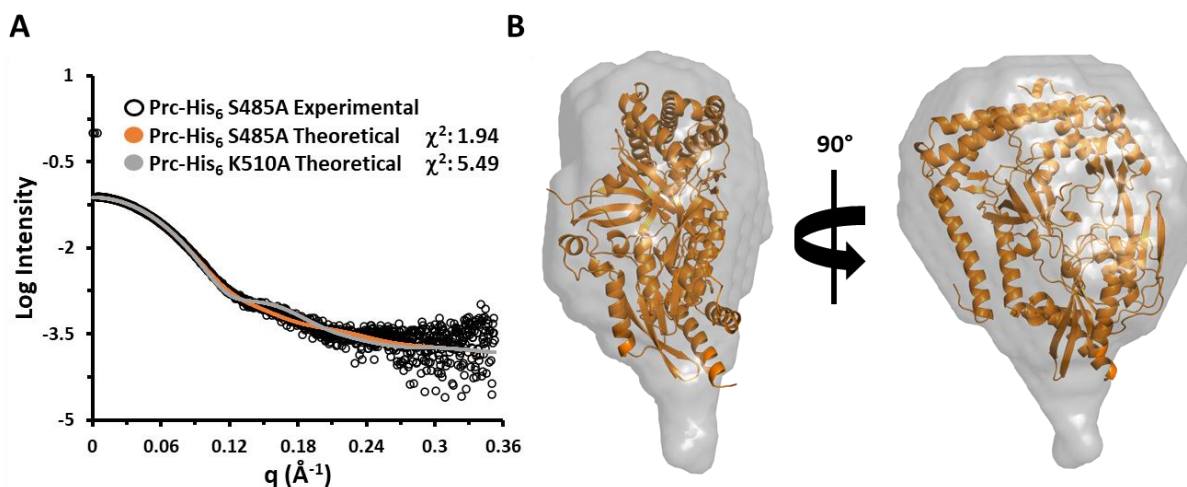 A
B
1
-0.5
-2
-3.5
-5
Log Intensity
Prc-His₆ S485A Experimental
Prc-His₆ S485A Theoretical χ²: 1.94
Prc-His₆ K510A Theoretical χ²: 5.49
0 0.06 0.12 0.18 0.24 0.3 0.36
q (Å⁻¹)
90°